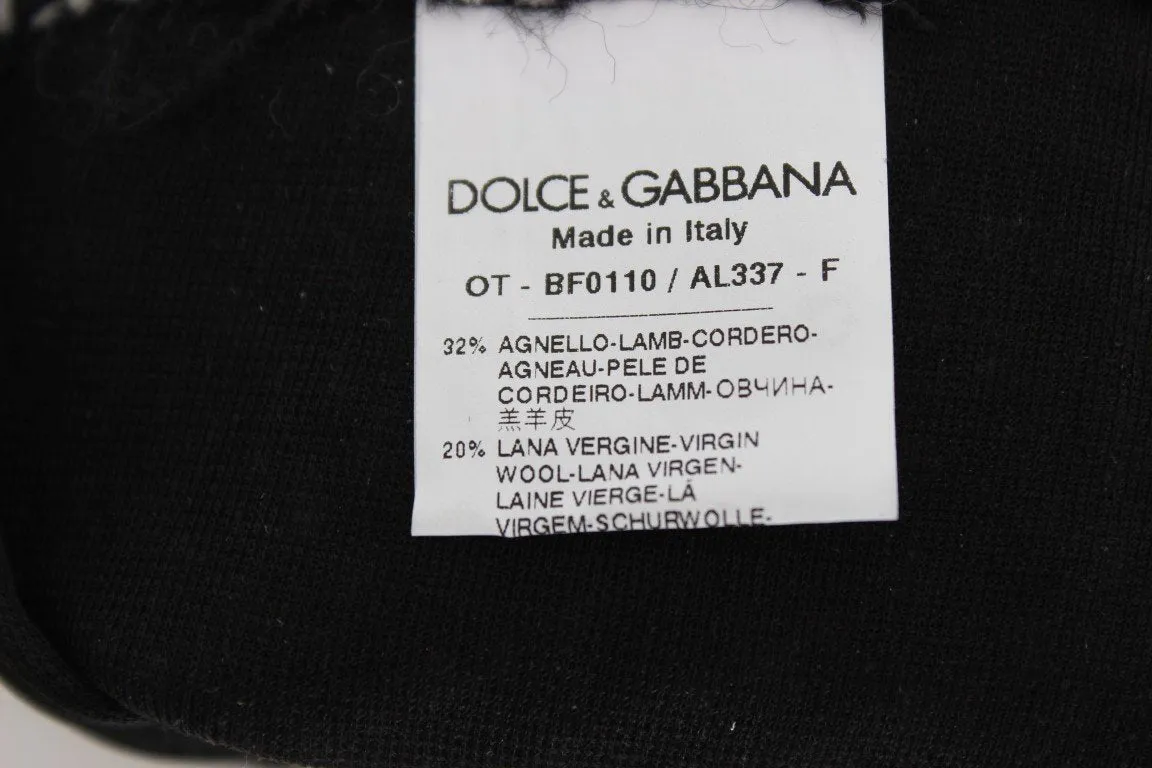 DOLCE & GABBANA
Made in Italy
OT - BF0110 / AL337 - F
32% AGNELLO-LAMB-CORDERO-
AGNEAU-PELE DE
CORDEIRO-LAMM-ОВЧИНА-
羔羊皮
20% LANA VERGINE-VIRGIN
WOOL-LANA VIRGEN-
LAINE VIERGE-LÃ
VIRGEM-SCHURWOLLE-